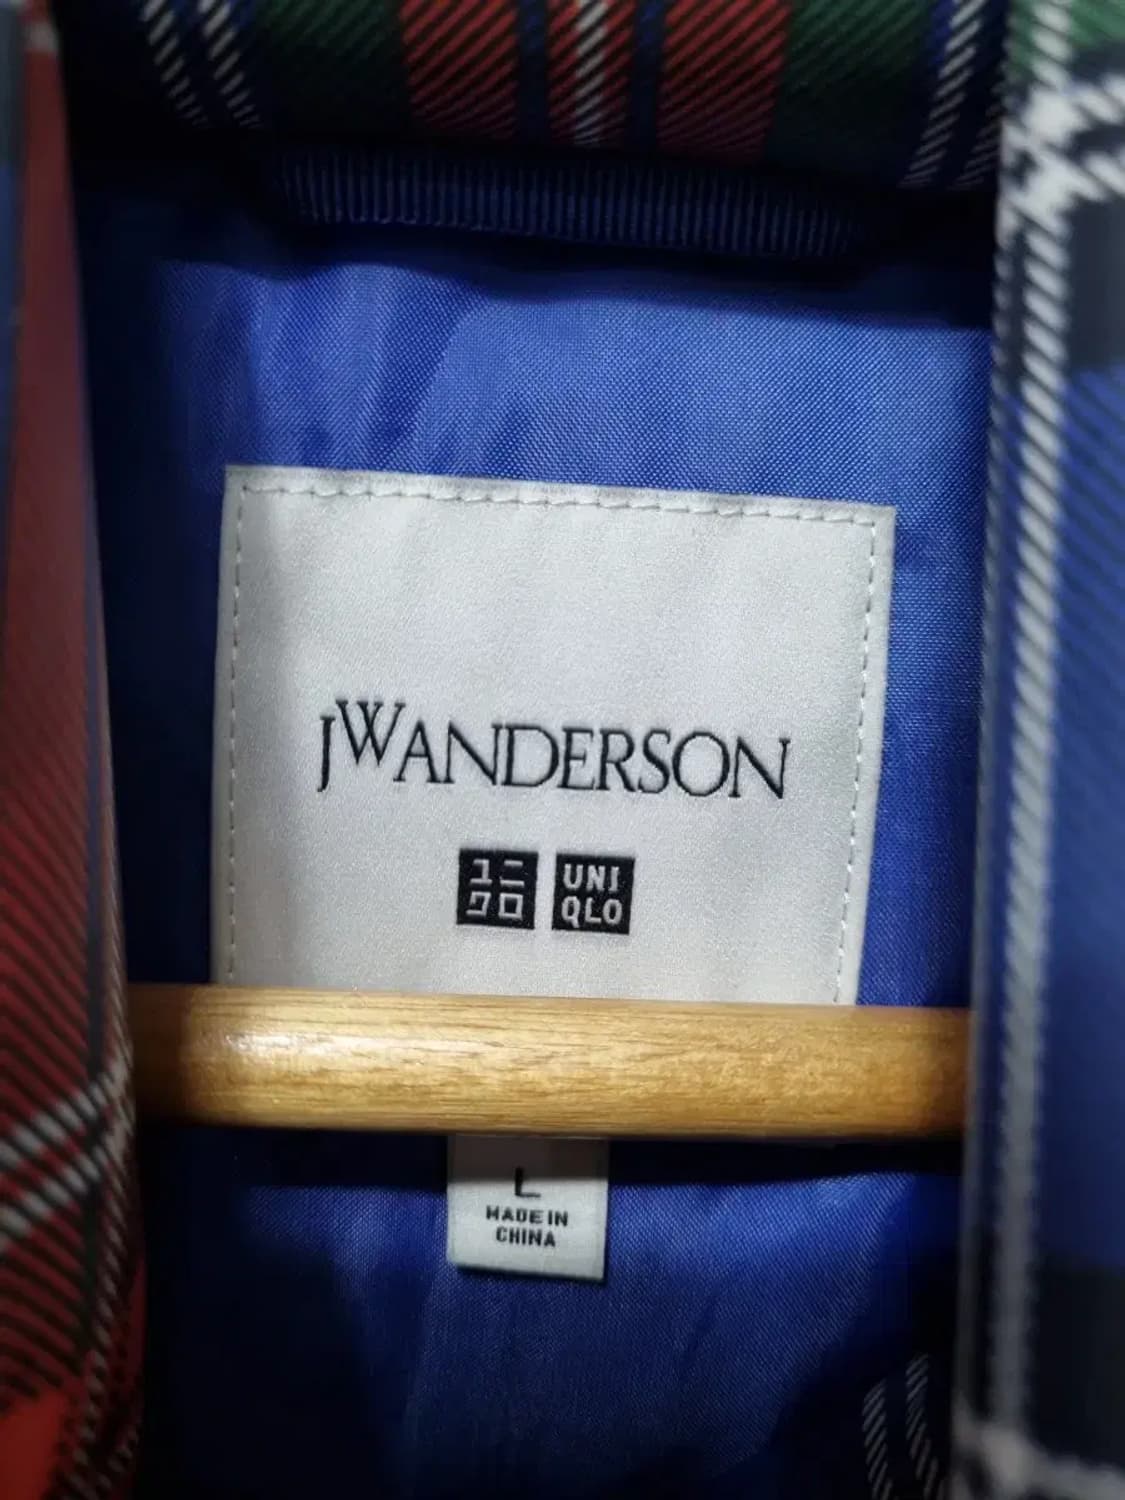 JWANDERSON
ユニ UNI
クロ QLO
L
MADE IN
CHINA